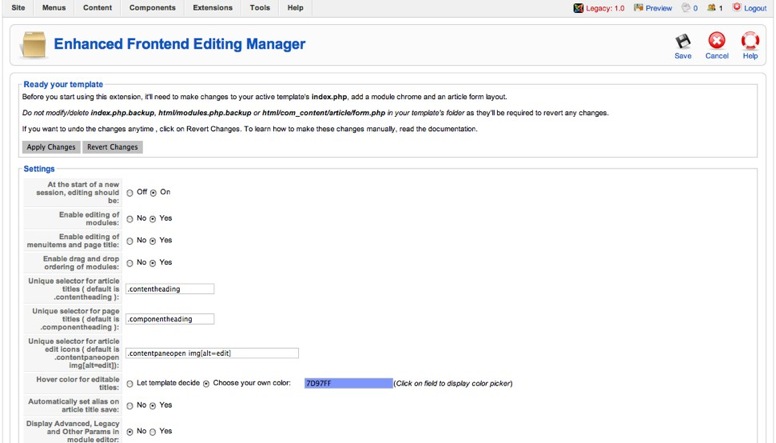 Site Menus Content Components Extensions Tools Help Legacy: 1.0 Preview 0 1 Logout
Enhanced Frontend Editing Manager
Save Cancel Help
Ready your template
Before you start using this extension, it'll need to make changes to your active template's index.php, add a module chrome and an article form layout.
Do not modify/delete index.php.backup, html/modules.php.backup or html/com_content/article/form.php in your template's folder as they'll be required to revert any changes.
If you want to undo the changes anytime , click on Revert Changes. To learn how to make these changes manually, read the documentation.
Apply Changes Revert Changes
Settings
At the start of a new
session, editing should
be:
Off On
Enable editing of
modules:
No Yes
Enable editing of
menuitems and page title:
No Yes
Enable drag and drop
ordering of modules:
No Yes
Unique selector for article
titles ( default is
.contentheading ):
.contentheading
Unique selector for page
titles ( default is
.componentheading ):
.componentheading
Unique selector for article
edit icons ( default is
.contentpaneopen
img[alt=edit]):
.contentpaneopen img[alt=edit]
Hover color for editable
titles:
Let template decide Choose your own color: 7D97FF (Click on field to display color picker)
Automatically set alias on
article title save:
No Yes
Display Advanced, Legacy
and Other Params in
module editor:
No Yes